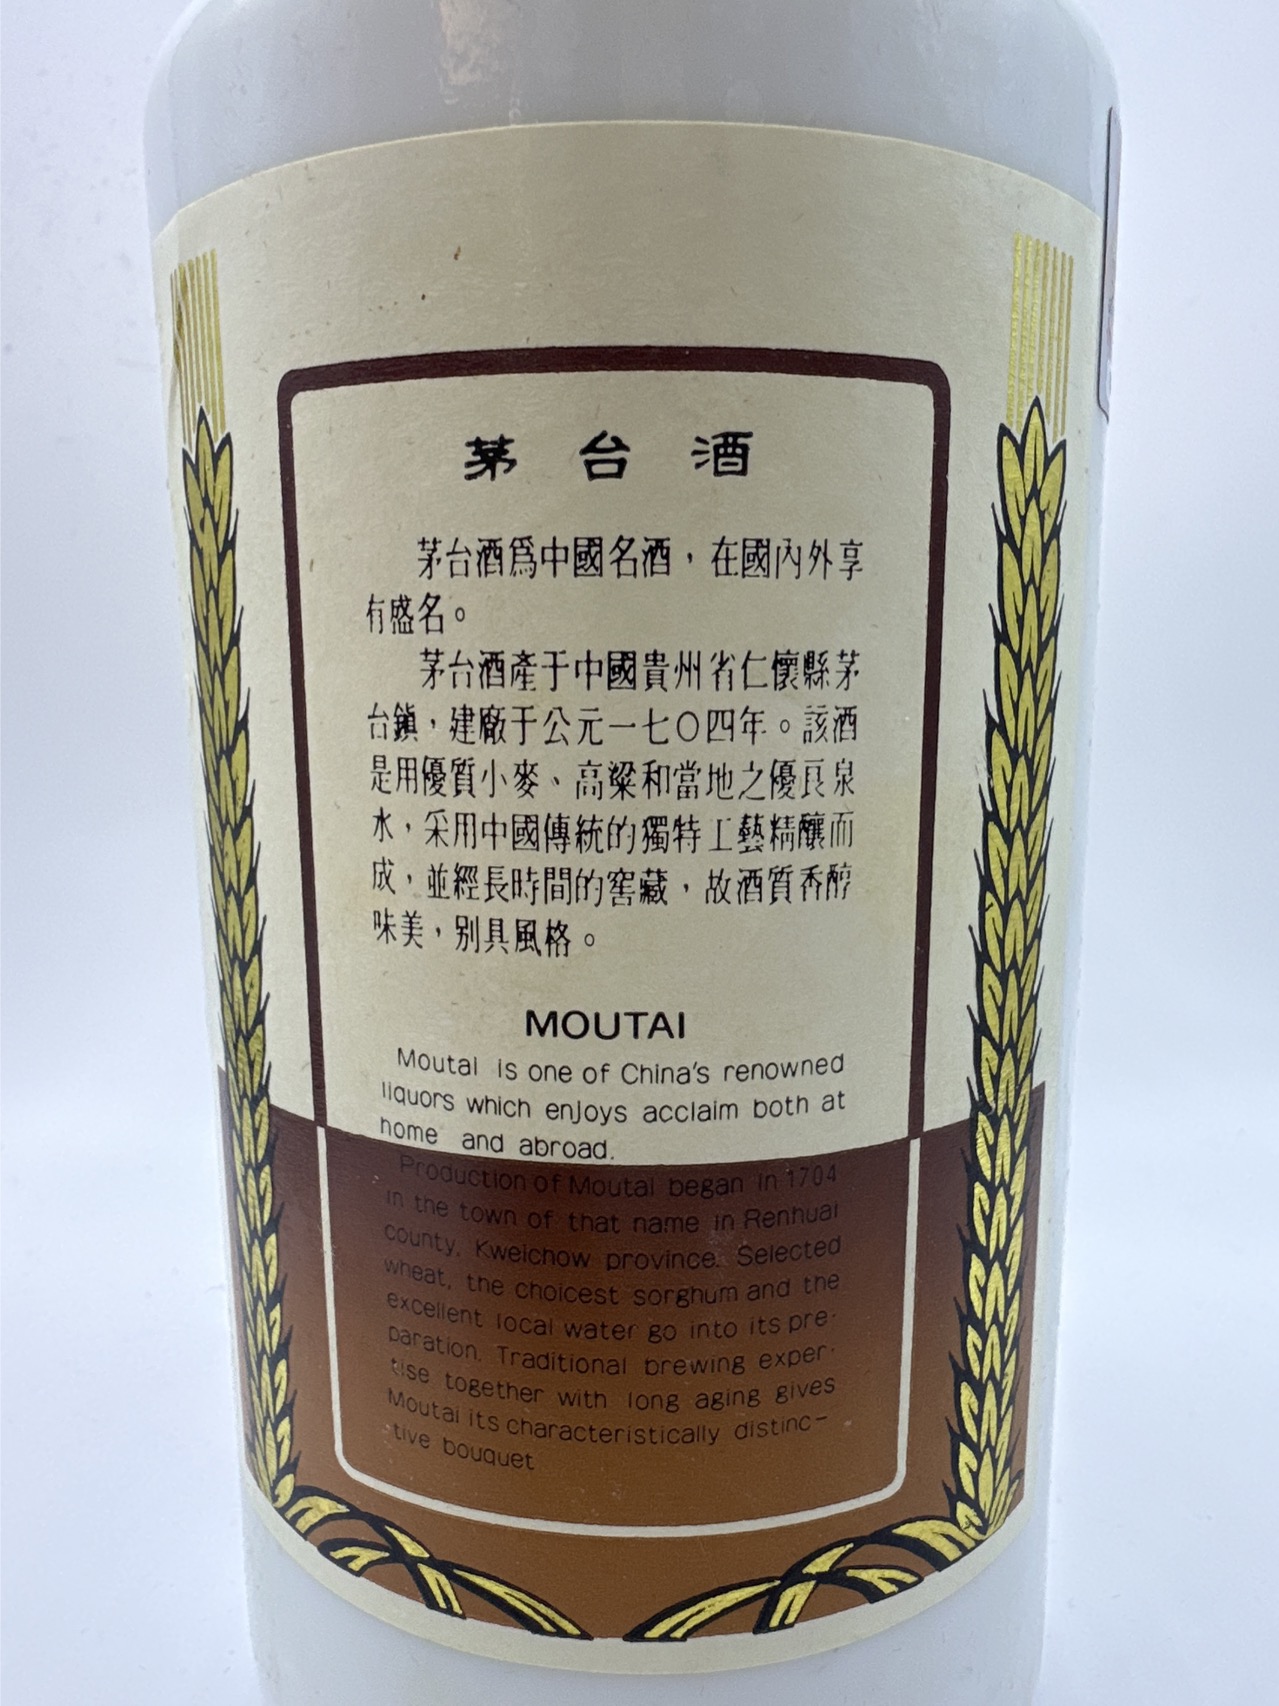 茅台酒
茅台酒爲中國名酒，在國內外享
有盛名。
茅台酒產于中國貴州省仁懷縣茅
台鎮，建廠于公元一七〇四年。該酒
是用優質小麥、高粱和當地之優良泉
水，采用中國傳統的獨特工藝精釀而
成，並經長時間的窖藏，故酒質香醇
味美，别具風格。
MOUTAI
Moutai is one of China's renowned
liquors which enjoys acclaim both at
home and abroad.
Production of Moutai began in 1704
in the town of that name in Renhuai
county, Kweichow province. Selected
wheat, the choicest sorghum and the
excellent local water go into its pre-
paration. Traditional brewing exper-
tise together with long aging gives
Moutai its characteristically distinc-
tive bouquet